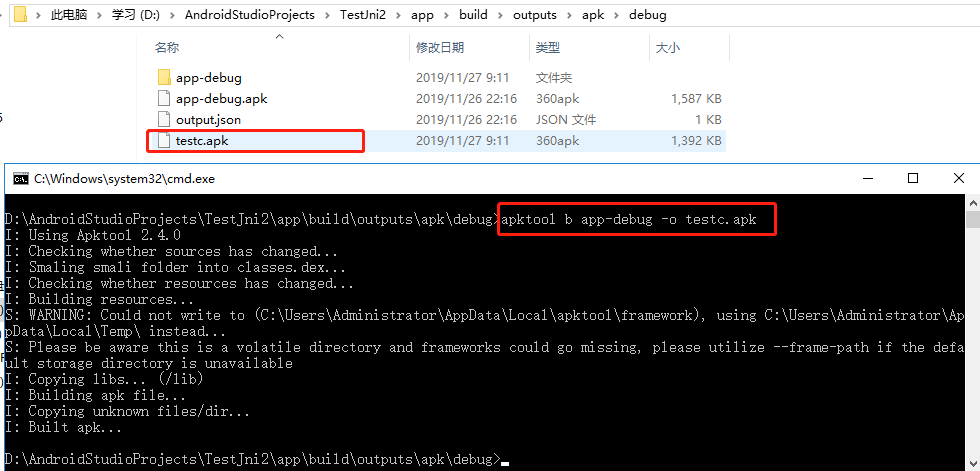 此电脑 > 学习 (D:) > AndroidStudioProjects > TestJni2 > app > build > outputs > apk > debug
名称 修改日期 类型 大小
app-debug 2019/11/27 9:11 文件夹
app-debug.apk 2019/11/26 22:16 360apk 1,587 KB
output.json 2019/11/26 22:16 JSON 文件 1 KB
testc.apk 2019/11/27 9:11 360apk 1,392 KB
C:\Windows\system32\cmd.exe
D:\AndroidStudioProjects\TestJni2\app\build\outputs\apk\debug>apktool b app-debug -o testc.apk
I: Using Apktool 2.4.0
I: Checking whether sources has changed...
I: Smaling smali folder into classes.dex...
I: Checking whether resources has changed...
I: Building resources...
S: WARNING: Could not write to (C:\Users\Administrator\AppData\Local\apktool\framework), using C:\Users\Administrator\Ap
pData\Local\Temp\ instead...
S: Please be aware this is a volatile directory and frameworks could go missing, please utilize --frame-path if the defa
ult storage directory is unavailable
I: Copying libs... (/lib)
I: Building apk file...
I: Copying unknown files/dir...
I: Built apk...
D:\AndroidStudioProjects\TestJni2\app\build\outputs\apk\debug>